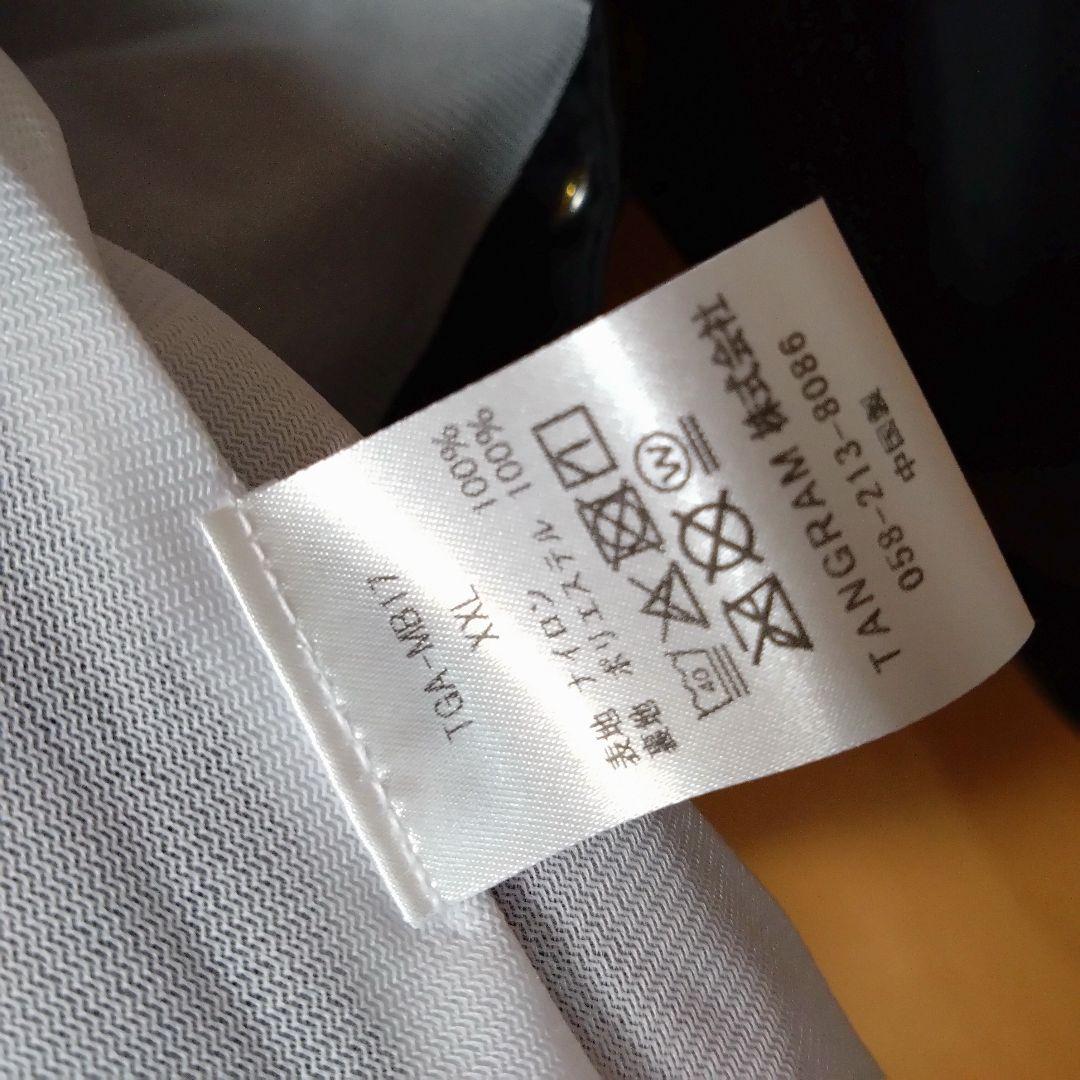 TGA-MB17
XXL
表地 ナイロン 100%
裏地 ポリエステル 100%
40
W
TANGRAM 株式会社
058-213-8086
中国製